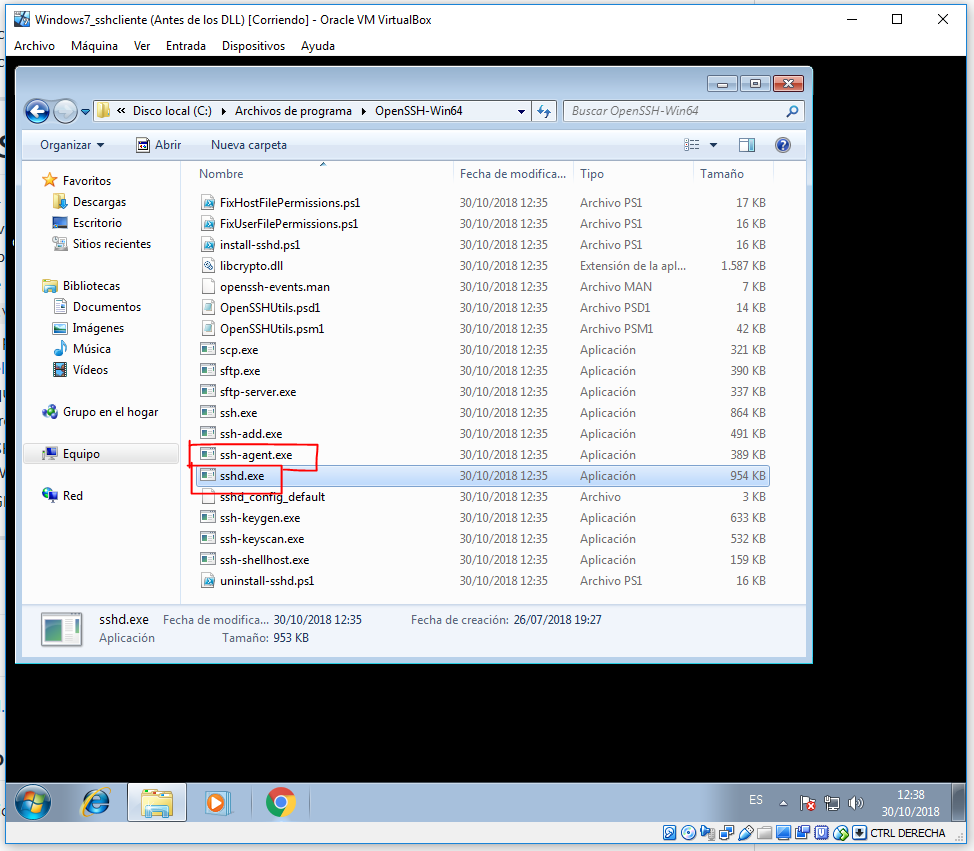 Windows7_sshcliente (Antes de los DLL) [Corriendo] - Oracle VM VirtualBox
Archivo Máquina Ver Entrada Dispositivos Ayuda
« Disco local (C:) Archivos de programa OpenSSH-Win64
Buscar OpenSSH-Win64
Organizar Abrir Nueva carpeta
Favoritos
Descargas
Escritorio
Sitios recientes
Bibliotecas
Documentos
Imágenes
Música
Vídeos
Grupo en el hogar
Equipo
Red
Nombre Fecha de modifica... Tipo Tamaño
FixHostFilePermissions.ps1 30/10/2018 12:35 Archivo PS1 17 KB
FixUserFilePermissions.ps1 30/10/2018 12:35 Archivo PS1 16 KB
install-sshd.ps1 30/10/2018 12:35 Archivo PS1 16 KB
libcrypto.dll 30/10/2018 12:35 Extensión de la apl... 1.587 KB
openssh-events.man 30/10/2018 12:35 Archivo MAN 7 KB
OpenSSHUtils.psd1 30/10/2018 12:35 Archivo PSD1 14 KB
OpenSSHUtils.psm1 30/10/2018 12:35 Archivo PSM1 42 KB
scp.exe 30/10/2018 12:35 Aplicación 321 KB
sftp.exe 30/10/2018 12:35 Aplicación 390 KB
sftp-server.exe 30/10/2018 12:35 Aplicación 337 KB
ssh.exe 30/10/2018 12:35 Aplicación 864 KB
ssh-add.exe 30/10/2018 12:35 Aplicación 491 KB
ssh-agent.exe 30/10/2018 12:35 Aplicación 389 KB
sshd.exe 30/10/2018 12:35 Aplicación 954 KB
sshd_config_default 30/10/2018 12:35 Archivo 3 KB
ssh-keygen.exe 30/10/2018 12:35 Aplicación 633 KB
ssh-keyscan.exe 30/10/2018 12:35 Aplicación 532 KB
ssh-shellhost.exe 30/10/2018 12:35 Aplicación 159 KB
uninstall-sshd.ps1 30/10/2018 12:35 Archivo PS1 16 KB
sshd.exe Fecha de modifica... 30/10/2018 12:35 Fecha de creación: 26/07/2018 19:27
Aplicación Tamaño: 953 KB
ES
12:38
30/10/2018
CTRL DERECHA